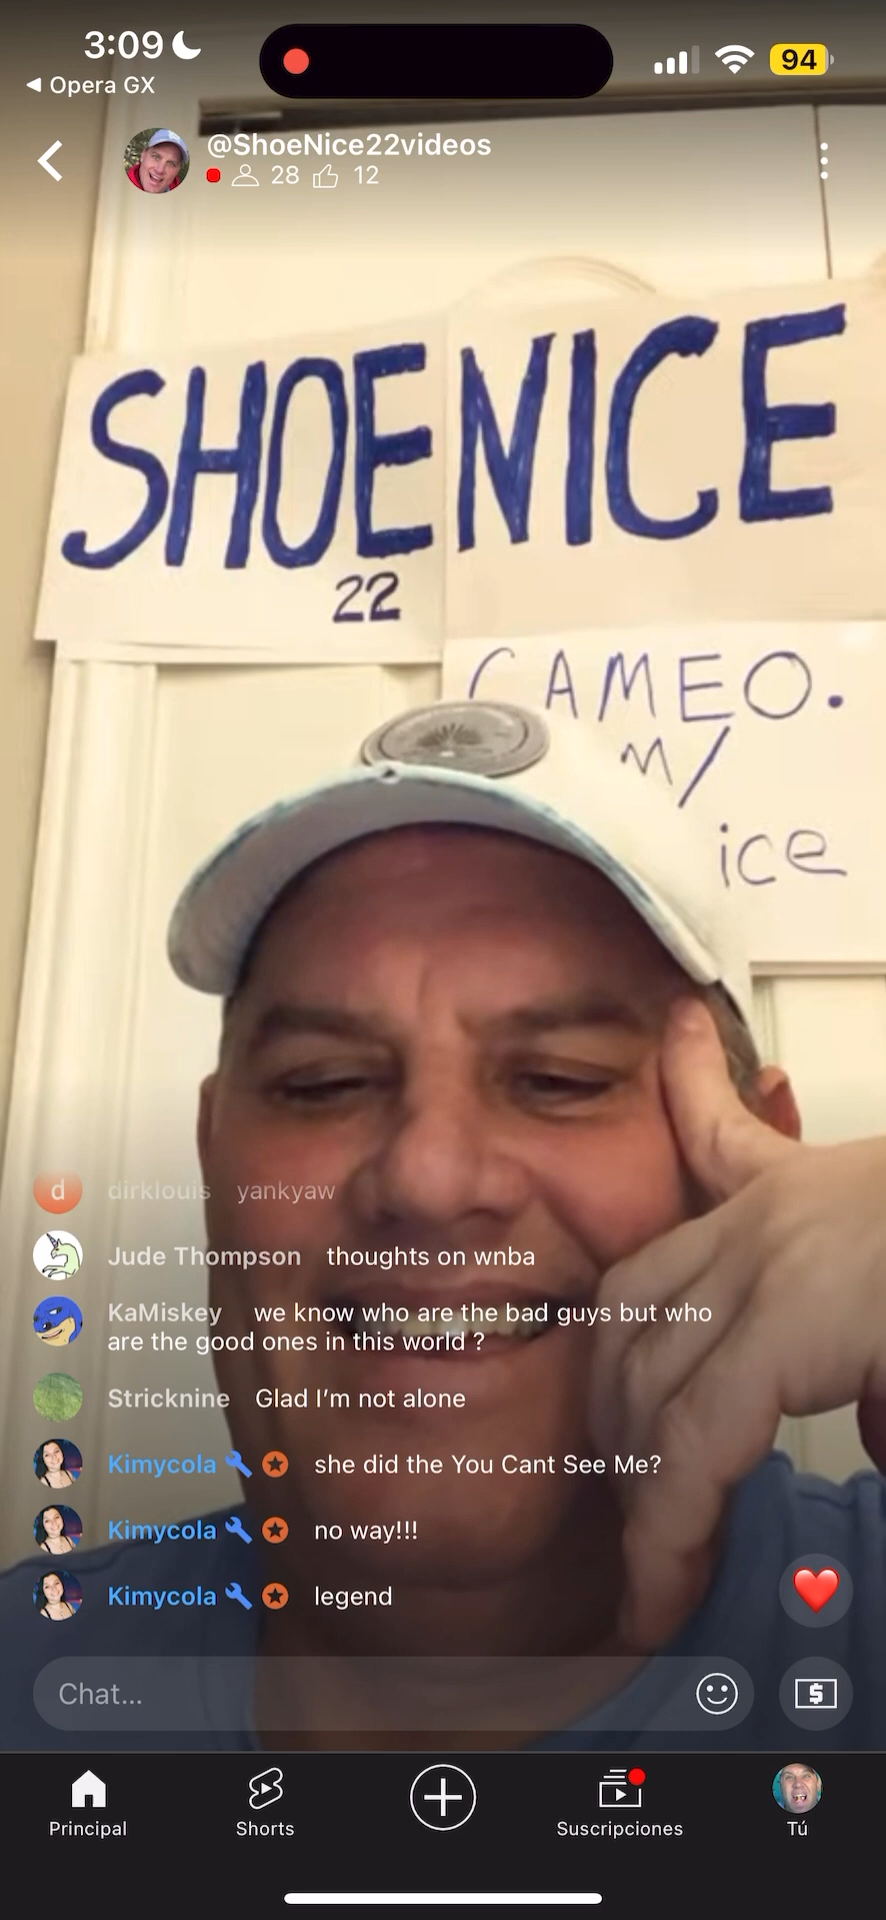 3:09
94
Opera GX
@ShoeNice22videos
28 12
SHOENICE
22
CAMEO.
M/
ice
d dirklouis yankyaw
Jude Thompson thoughts on wnba
KaMiskey we know who are the bad guys but who
are the good ones in this world ?
Stricknine Glad I’m not alone
Kimycola she did the You Cant See Me?
Kimycola no way!!!
Kimycola legend
Chat...
Principal
Shorts
Suscripciones
Tú